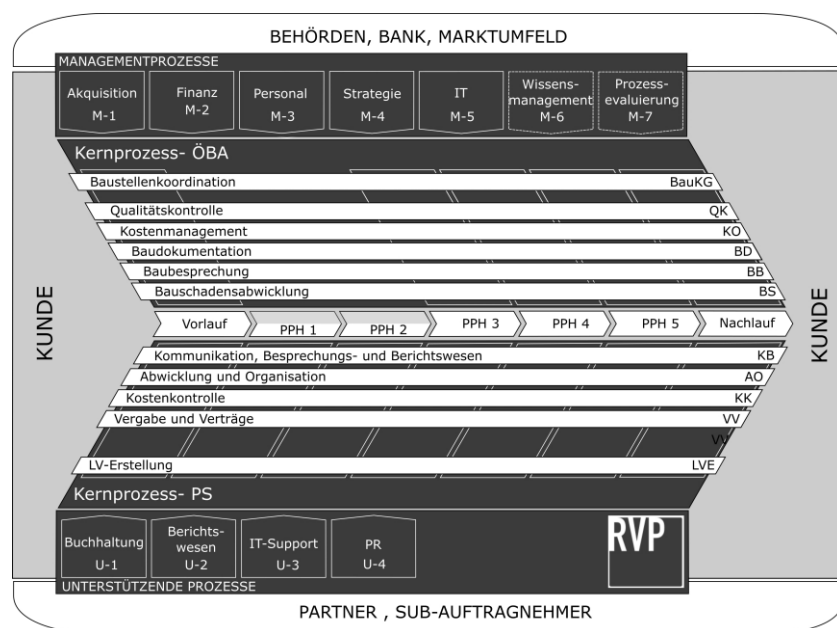 BEHÖRDEN, BANK, MARKTUMFELD
MANAGEMENTPROZESSE
Akquisition
M-1
Finanz
M-2
Personal
M-3
Strategie
M-4
IT
M-5
Wissens-
management
M-6
Prozess-
evaluierung
M-7
Kernprozess- ÖBA
Baustellenkoordination BauKG
Qualitätskontrolle QK
Kostenmanagement KO
Baudokumentation BD
Baubesprechung BB
Bauschadensabwicklung BS
KUNDE
Vorlauf PPH 1 PPH 2 PPH 3 PPH 4 PPH 5 Nachlauf
KUNDE
Kommunikation, Besprechungs- und Berichtswesen KB
Abwicklung und Organisation AO
Kostenkontrolle KK
Vergabe und Verträge VV
VV
LV-Erstellung LVE
Kernprozess- PS
Buchhaltung
U-1
Berichts-
wesen
U-2
IT-Support
U-3
PR
U-4
RVP
UNTERSTÜTZENDE PROZESSE
PARTNER , SUB-AUFTRAGNEHMER